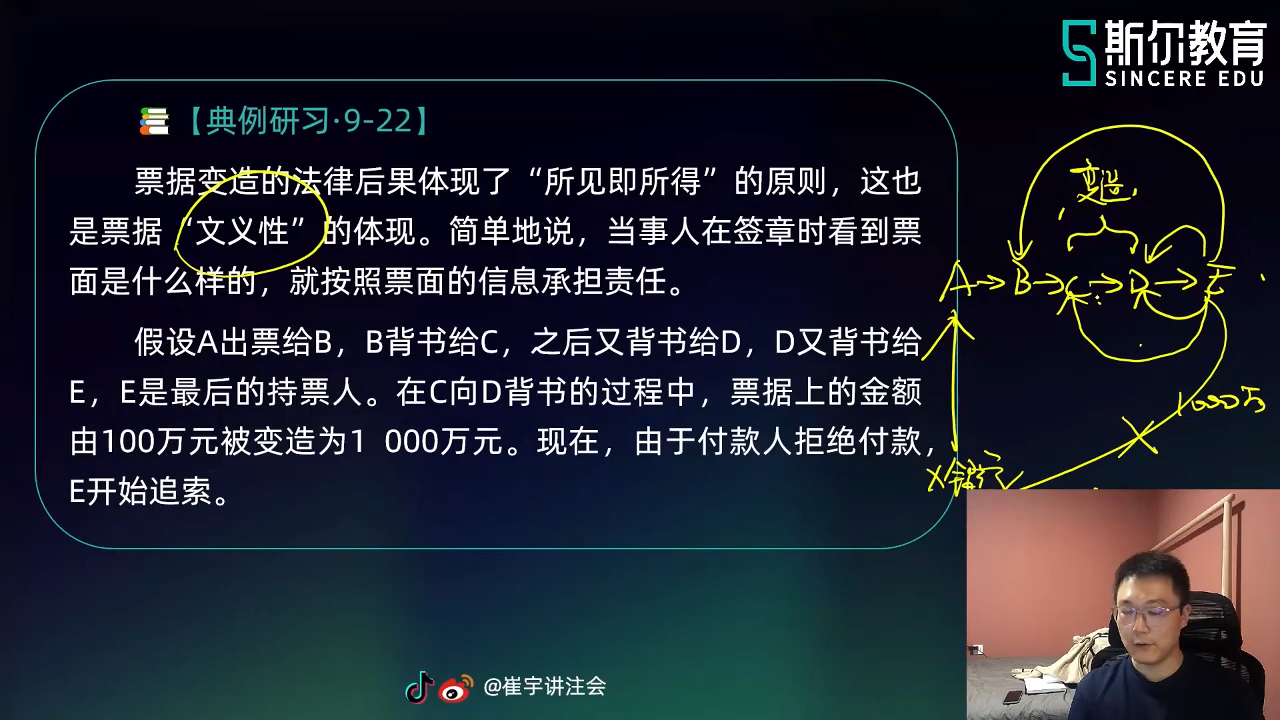 斯尔教育
SINCERE EDU
【典例研习·9-22】
票据变造的法律后果体现了“所见即所得”的原则，这也
是票据“文义性”的体现。简单地说，当事人在签章时看到票
面是什么样的，就按照票面的信息承担责任。
假设A出票给B，B背书给C，之后又背书给D，D又背书给
E，E是最后的持票人。在C向D背书的过程中，票据上的金额
由100万元被变造为1 000万元。现在，由于付款人拒绝付款，
E开始追索。
变造
A→B→C→D→E
1000万
X银行
@崔宇讲注会